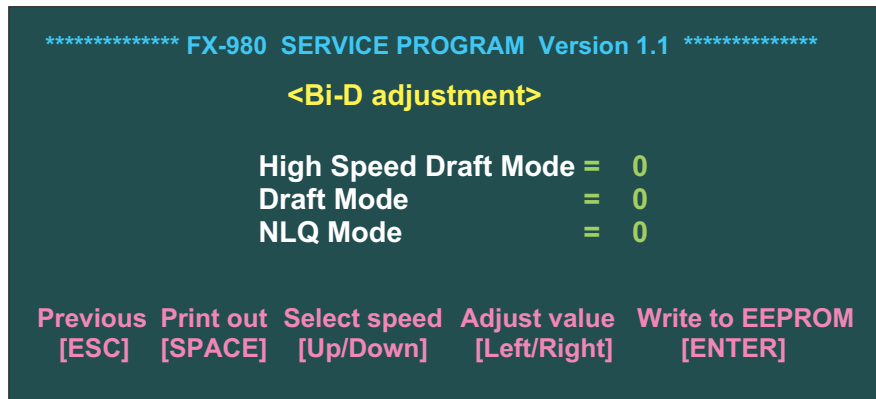 ************** FX-980 SERVICE PROGRAM Version 1.1 **************
<Bi-D adjustment>
High Speed Draft Mode = 0
Draft Mode = 0
NLQ Mode = 0
Previous Print out Select speed Adjust value Write to EEPROM
[ESC] [SPACE] [Up/Down] [Left/Right] [ENTER]